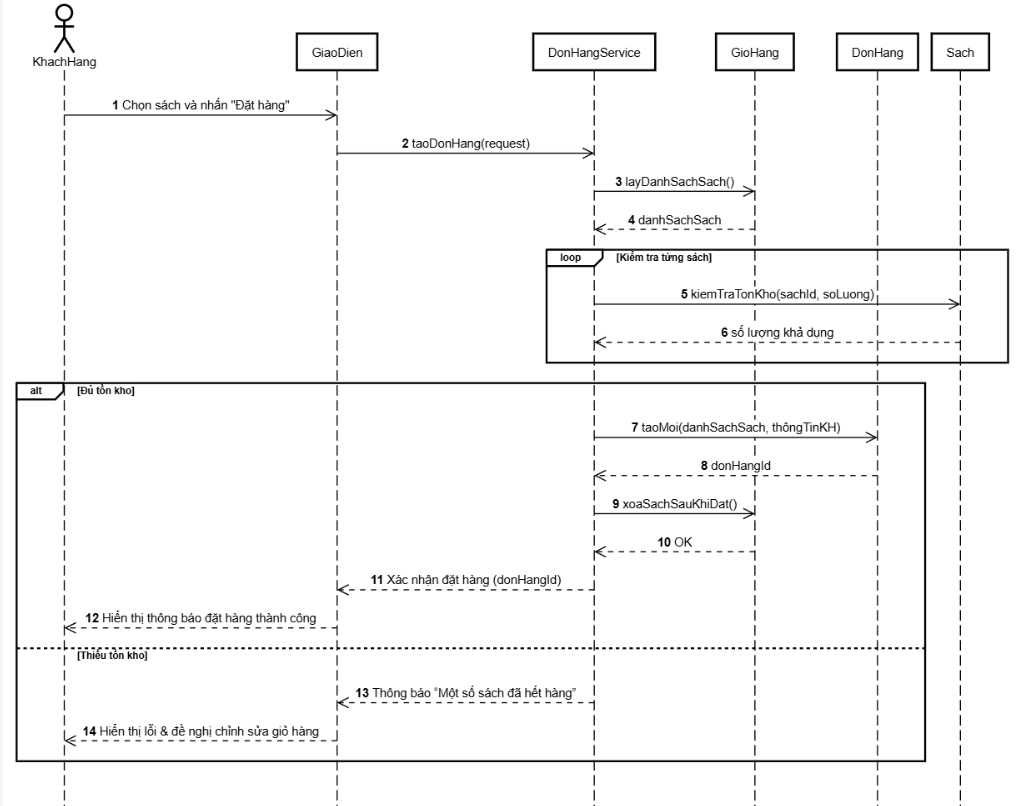 KhachHang
GiaoDien
DonHangService
GioHang
DonHang
Sach
1 Chọn sách và nhấn "Đặt hàng"
2 taoDonHang(request)
3 layDanhSachSach()
4 danhSachSach
loop [Kiểm tra từng sách]
5 kiemTraTonKho(sachId, soLuong)
6 số lượng khả dụng
alt [Đủ tồn kho]
7 taoMoi(danhSachSach, thôngTinKH)
8 donHangId
9 xoaSachSauKhiDat()
10 OK
11 Xác nhận đặt hàng (donHangId)
12 Hiển thị thông báo đặt hàng thành công
[Thiếu tồn kho]
13 Thông báo “Một số sách đã hết hàng”
14 Hiển thị lỗi & đề nghị chỉnh sửa giỏ hàng